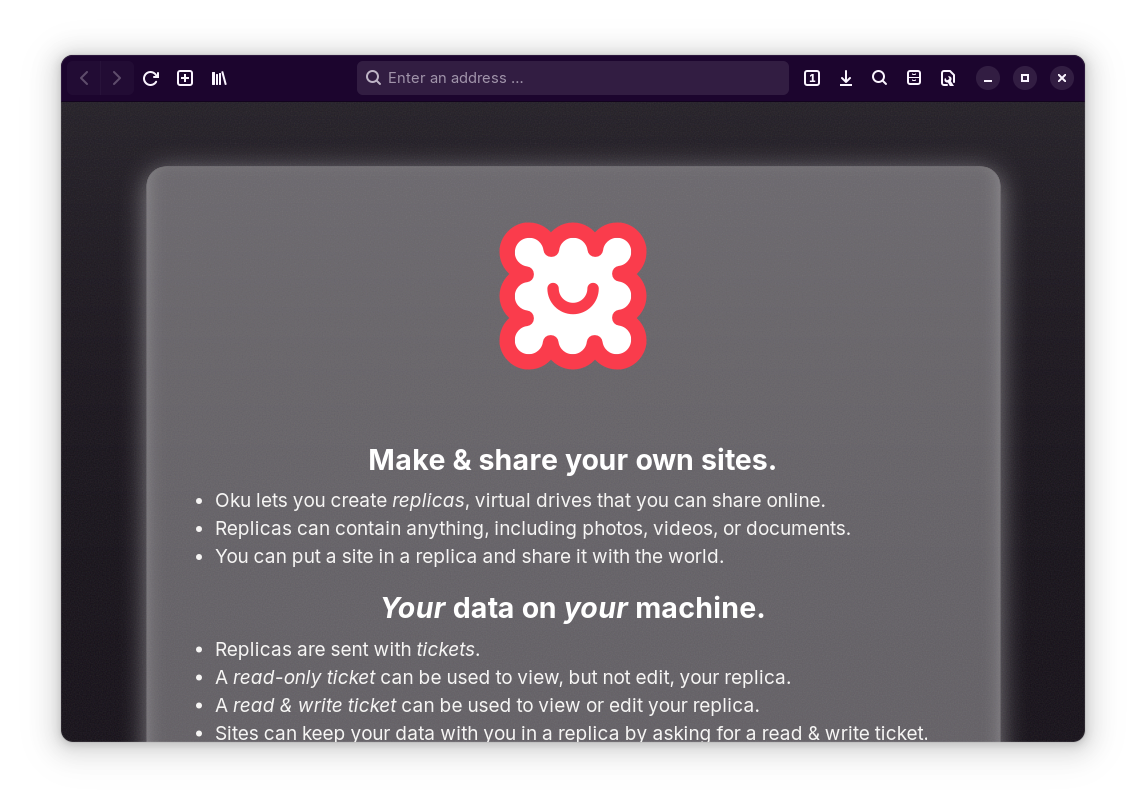 Enter an address ...
1
Make & share your own sites.
• Oku lets you create replicas, virtual drives that you can share online.
• Replicas can contain anything, including photos, videos, or documents.
• You can put a site in a replica and share it with the world.
Your data on your machine.
• Replicas are sent with tickets.
• A read-only ticket can be used to view, but not edit, your replica.
• A read & write ticket can be used to view or edit your replica.
• Sites can keep your data with you in a replica by asking for a read & write ticket.